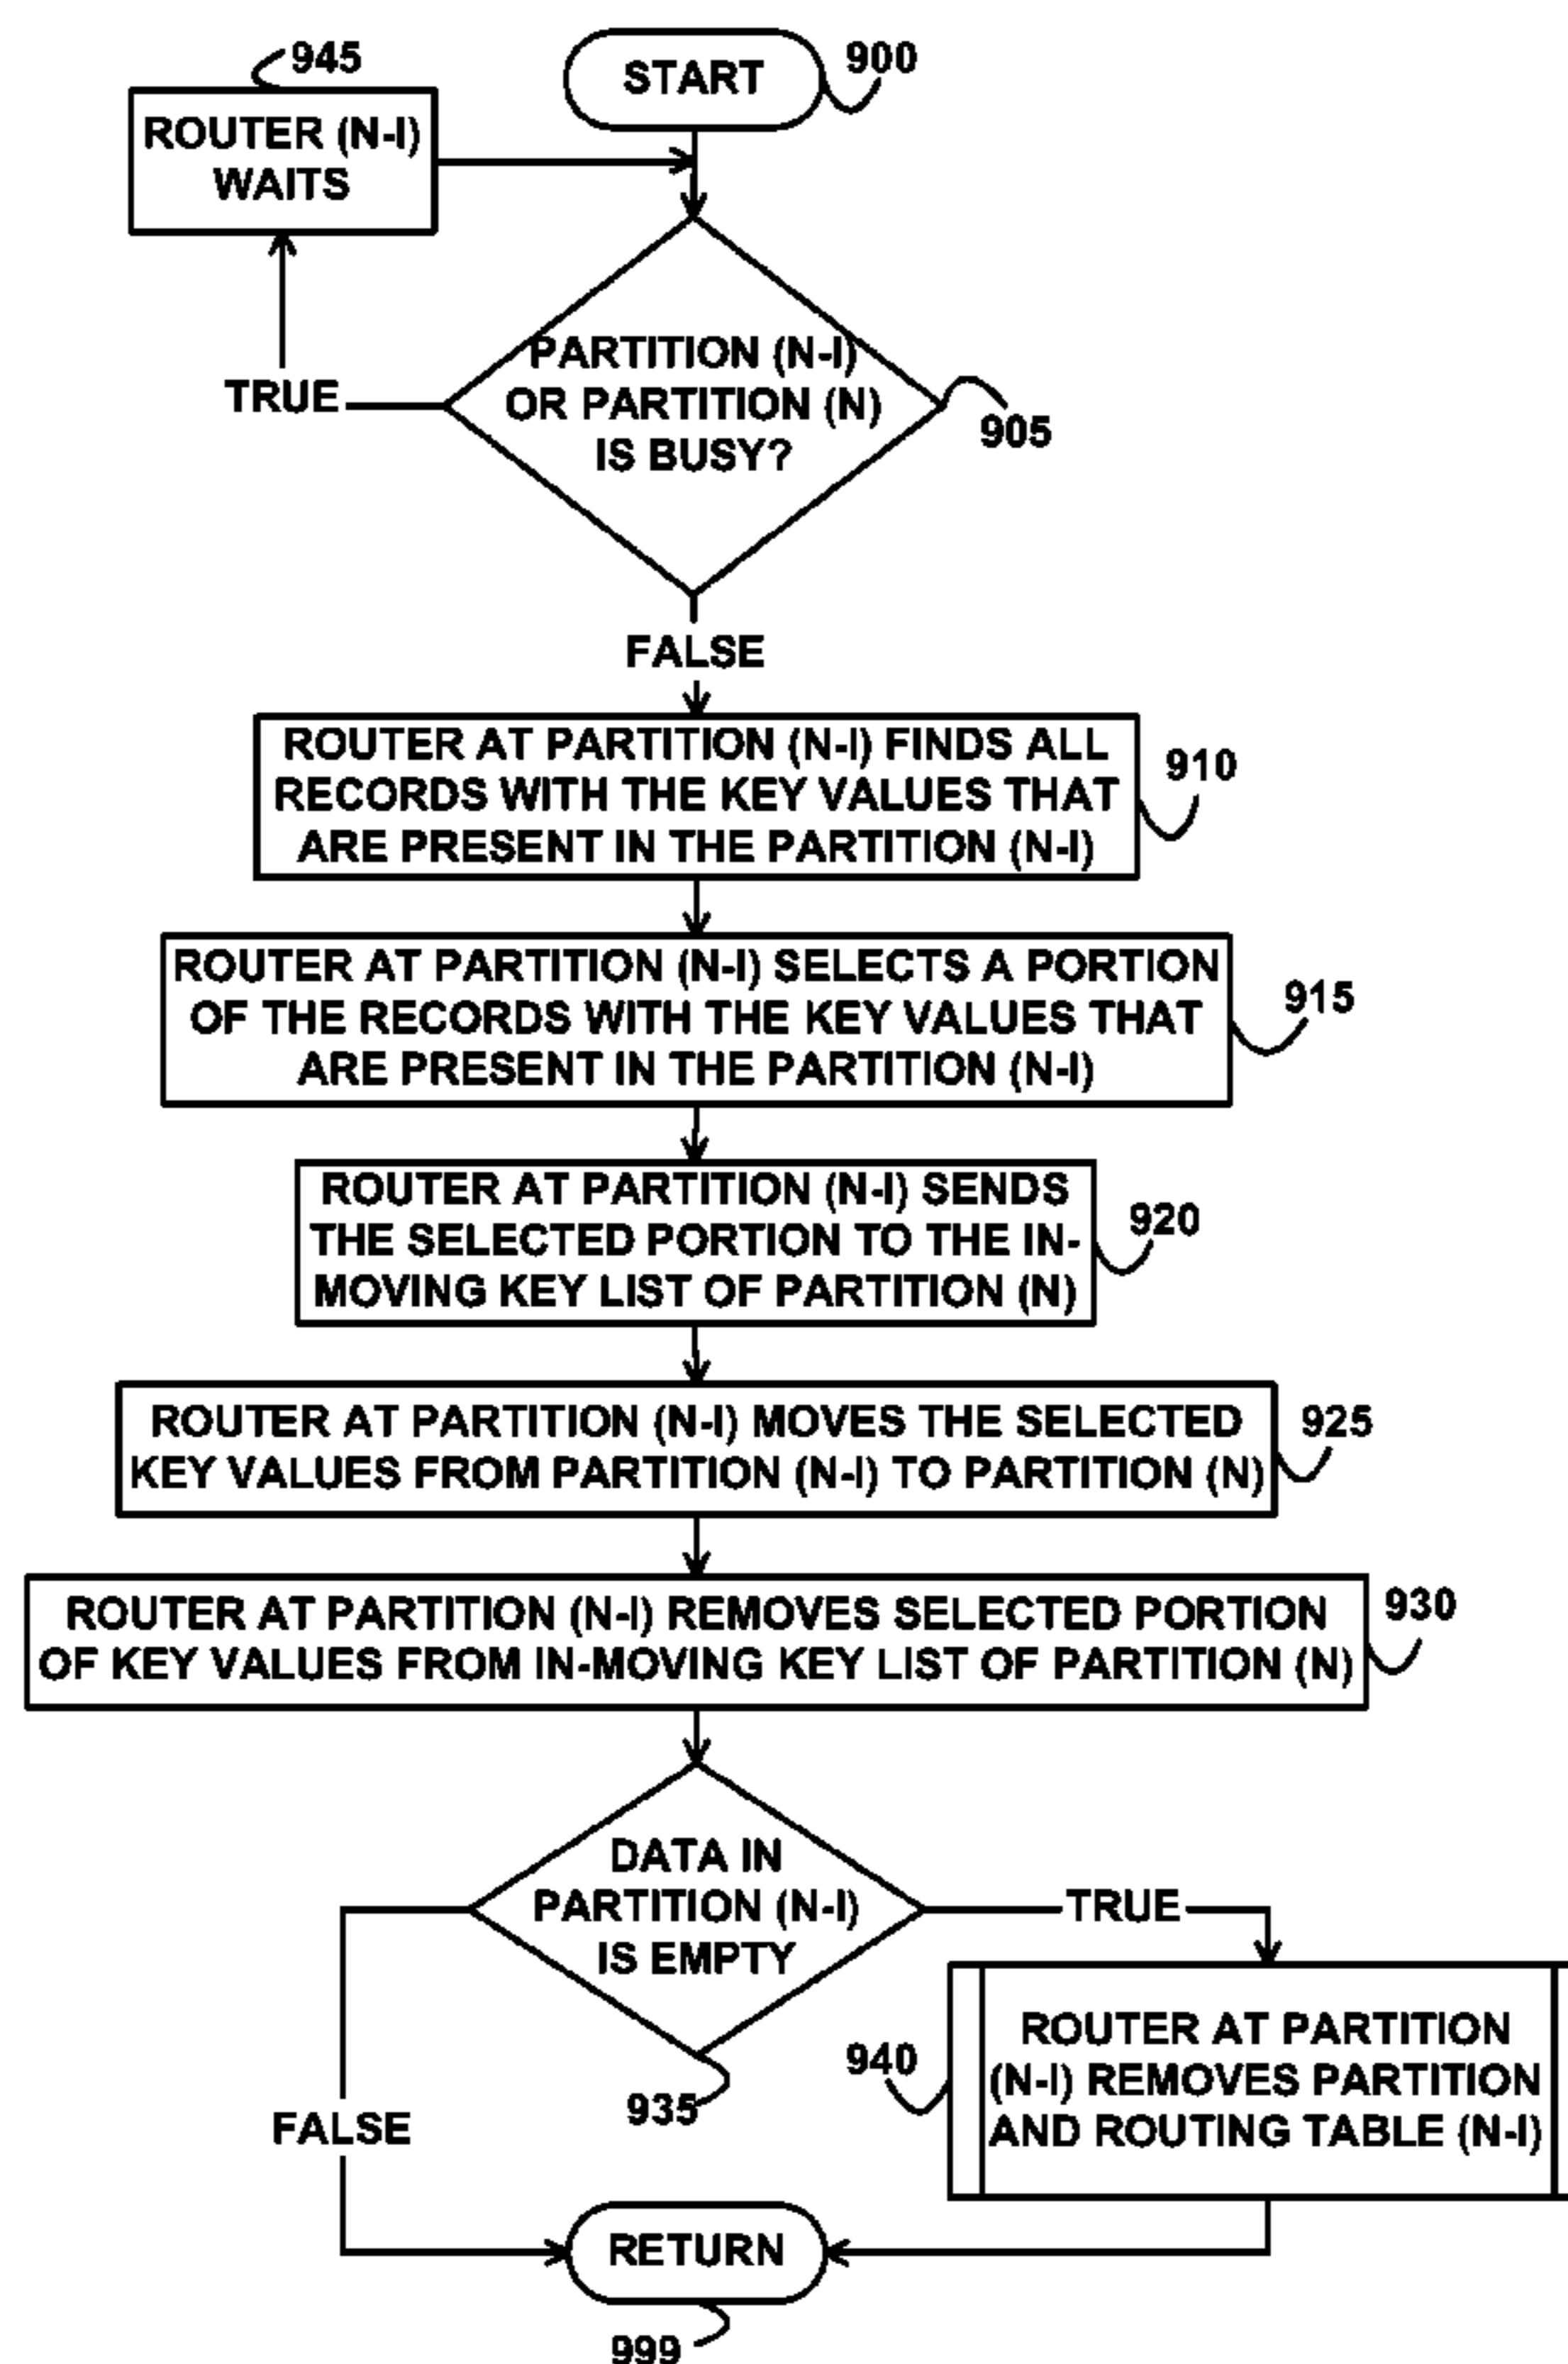 945
START
900
ROUTER (N-I)
WAITS
PARTITION (N-I)
OR PARTITION (N)
IS BUSY?
TRUE
905
FALSE
ROUTER AT PARTITION (N-I) FINDS ALL
RECORDS WITH THE KEY VALUES THAT
ARE PRESENT IN THE PARTITION (N-I)
910
ROUTER AT PARTITION (N-I) SELECTS A PORTION
OF THE RECORDS WITH THE KEY VALUES THAT
ARE PRESENT IN THE PARTITION (N-I)
915
ROUTER AT PARTITION (N-I) SENDS
THE SELECTED PORTION TO THE IN-
MOVING KEY LIST OF PARTITION (N)
920
ROUTER AT PARTITION (N-I) MOVES THE SELECTED
KEY VALUES FROM PARTITION (N-I) TO PARTITION (N)
925
ROUTER AT PARTITION (N-I) REMOVES SELECTED PORTION
OF KEY VALUES FROM IN-MOVING KEY LIST OF PARTITION (N)
930
DATA IN
PARTITION (N-I)
IS EMPTY
TRUE
935
FALSE
940
ROUTER AT PARTITION
(N-I) REMOVES PARTITION
AND ROUTING TABLE (N-I)
RETURN
999